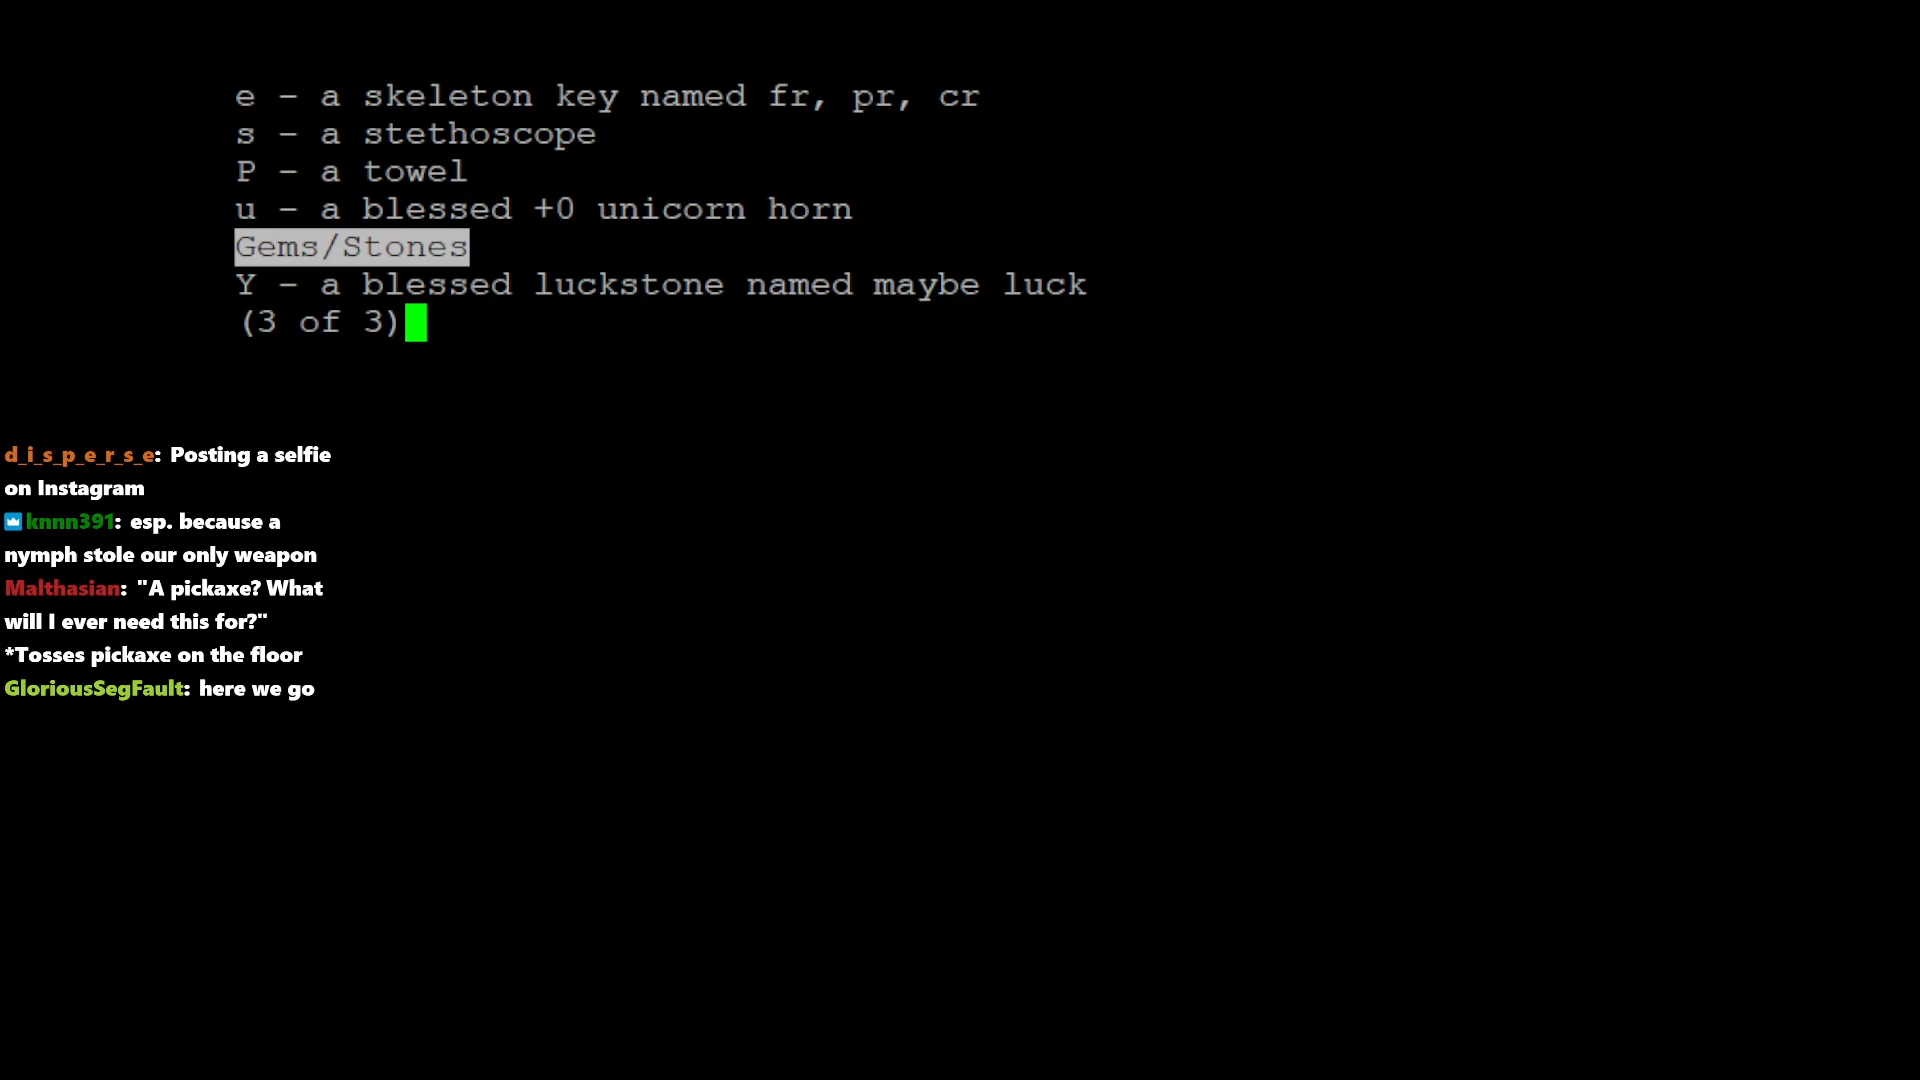 e - a skeleton key named fr, pr, cr
s - a stethoscope
P - a towel
u - a blessed +0 unicorn horn
Gems/Stones
Y - a blessed luckstone named maybe luck
(3 of 3)
d_i_s_p_e_r_s_e: Posting a selfie
on Instagram
knnn391: esp. because a
nymph stole our only weapon
Malthasian: "A pickaxe? What
will I ever need this for?"
*Tosses pickaxe on the floor
GloriousSegFault: here we go